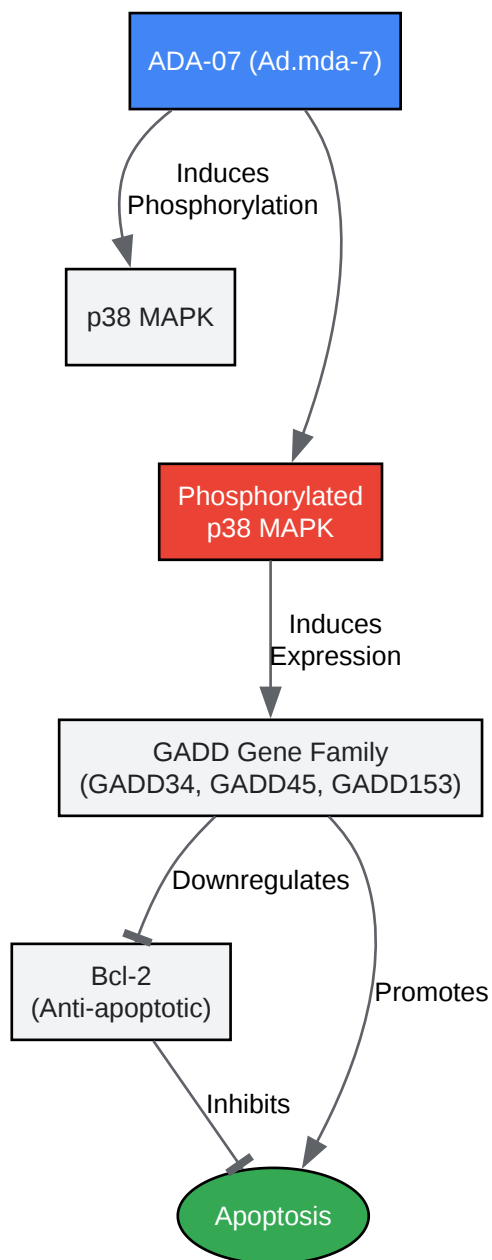 ADA-07 (Ad.mda-7)
Induces
Phosphorylation
p38 MAPK
Phosphorylated
p38 MAPK
Induces
Expression
GADD Gene Family
(GADD34, GADD45, GADD153)
Downregulates
Bcl-2
(Anti-apoptotic)
Promotes
Inhibits
Apoptosis